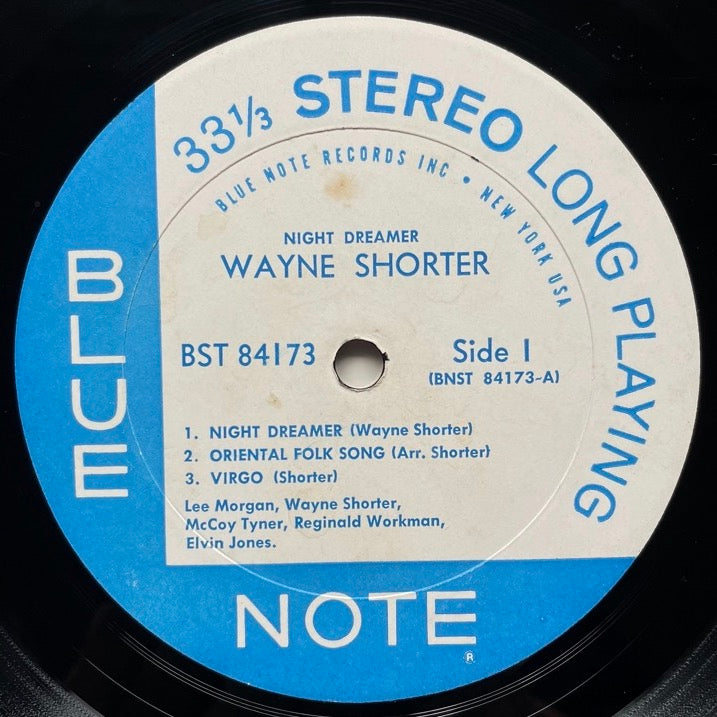 33⅓ STEREO LONG PLAYING
BLUE NOTE RECORDS INC • NEW YORK USA
NIGHT DREAMER
WAYNE SHORTER
BST 84173
Side 1
(BNST 84173-A)
1. NIGHT DREAMER (Wayne Shorter)
2. ORIENTAL FOLK SONG (Arr. Shorter)
3. VIRGO (Shorter)
Lee Morgan, Wayne Shorter,
McCoy Tyner, Reginald Workman,
Elvin Jones.
BLUE
NOTE
®